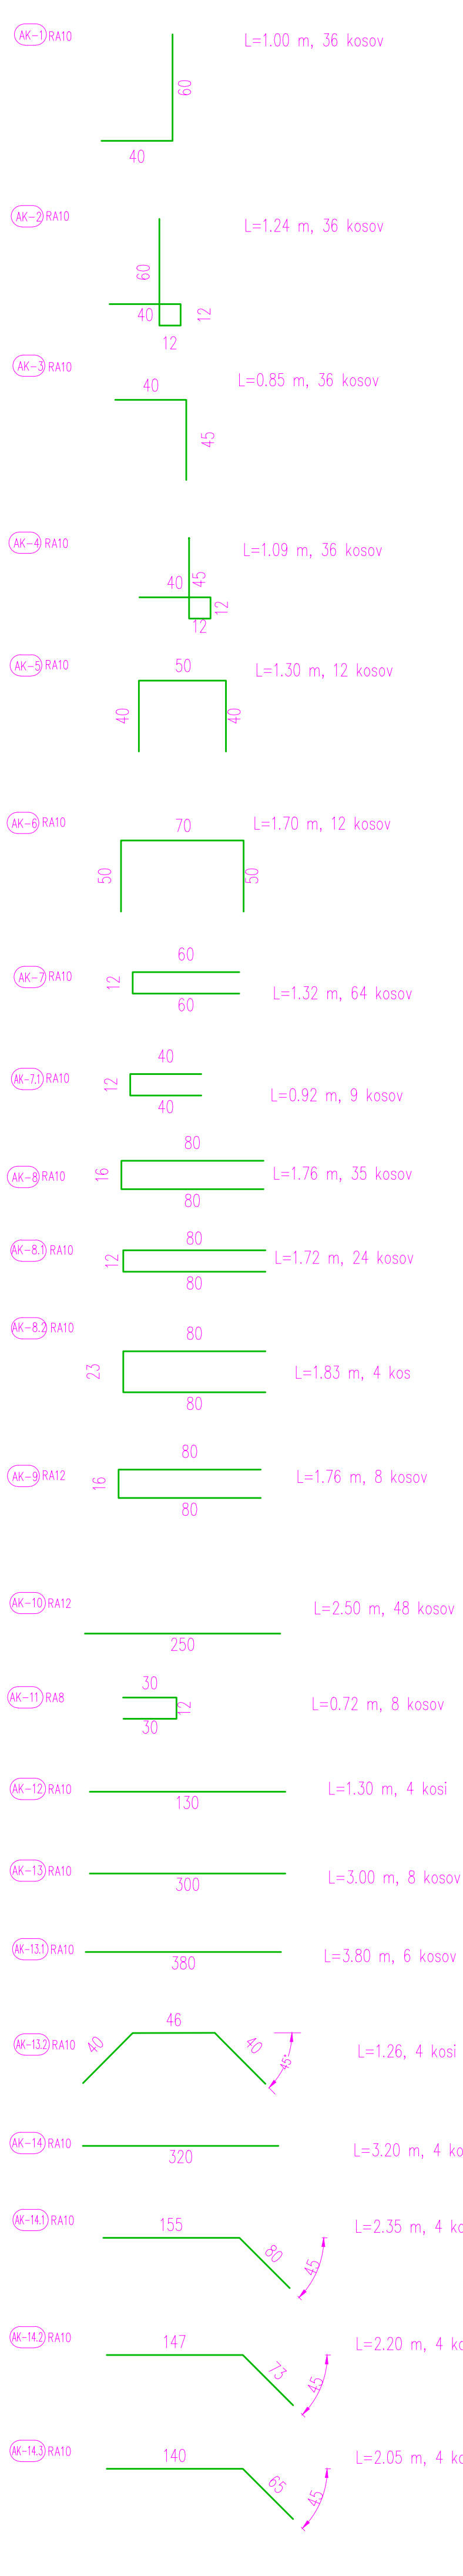 AK-1 RA10 L=1.00 m, 36 kosov
60
40
AK-2 RA10 L=1.24 m, 36 kosov
60
40 12
12
AK-3 RA10 L=0.85 m, 36 kosov
40
45
AK-4 RA10 L=1.09 m, 36 kosov
40 45
12
12
AK-5 RA10 L=1.30 m, 12 kosov
50
40 40
AK-6 RA10 L=1.70 m, 12 kosov
70
50 50
AK-7 RA10
60
12 L=1.32 m, 64 kosov
60
AK-7.1 RA10
40
12 L=0.92 m, 9 kosov
40
80
AK-8 RA10 16 L=1.76 m, 35 kosov
80
AK-8.1 RA10 80
12 L=1.72 m, 24 kosov
80
AK-8.2 RA10 80
23 L=1.83 m, 4 kos
80
80
AK-9 RA12 16 L=1.76 m, 8 kosov
80
AK-10 RA12 L=2.50 m, 48 kosov
250
30
AK-11 RA8 12 L=0.72 m, 8 kosov
30
AK-12 RA10 L=1.30 m, 4 kosi
130
AK-13 RA10 L=3.00 m, 8 kosov
300
AK-13.1 RA10 L=3.80 m, 6 kosov
380
46
AK-13.2 RA10 40 40 45° L=1.26, 4 kosi
AK-14 RA10 L=3.20 m, 4 ko
320
AK-14.1 RA10 155 L=2.35 m, 4 ko
80 45
AK-14.2 RA10 147 L=2.20 m, 4 ko
73 45
AK-14.3 RA10 140 L=2.05 m, 4 ko
65 45